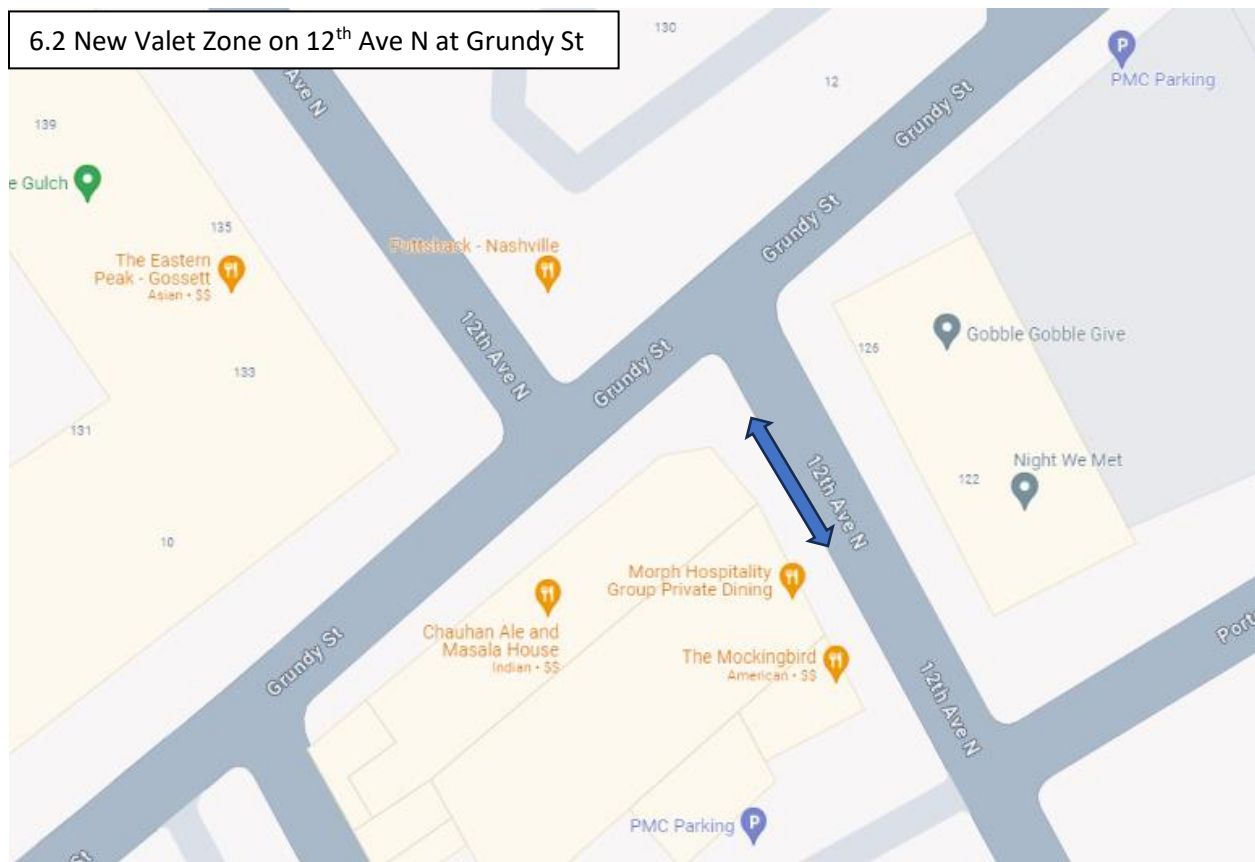 6.2 New Valet Zone on 12th Ave N at Grundy St
130
Ave N
12
PMC Parking
139
Grundy St
e Gulch
135
Grundy St
Puttshack - Nashville
The Eastern
Peak - Gossett
Asian • $$
12th Ave N
Gobble Gobble Give
126
133
Grundy St
131
12th Ave N
Night We Met
122
10
Morph Hospitality
Group Private Dining
Chauhan Ale and
Masala House
Indian • $$
Grundy St
The Mockingbird
American • $$
Port
12th Ave N
PMC Parking
P
P
St